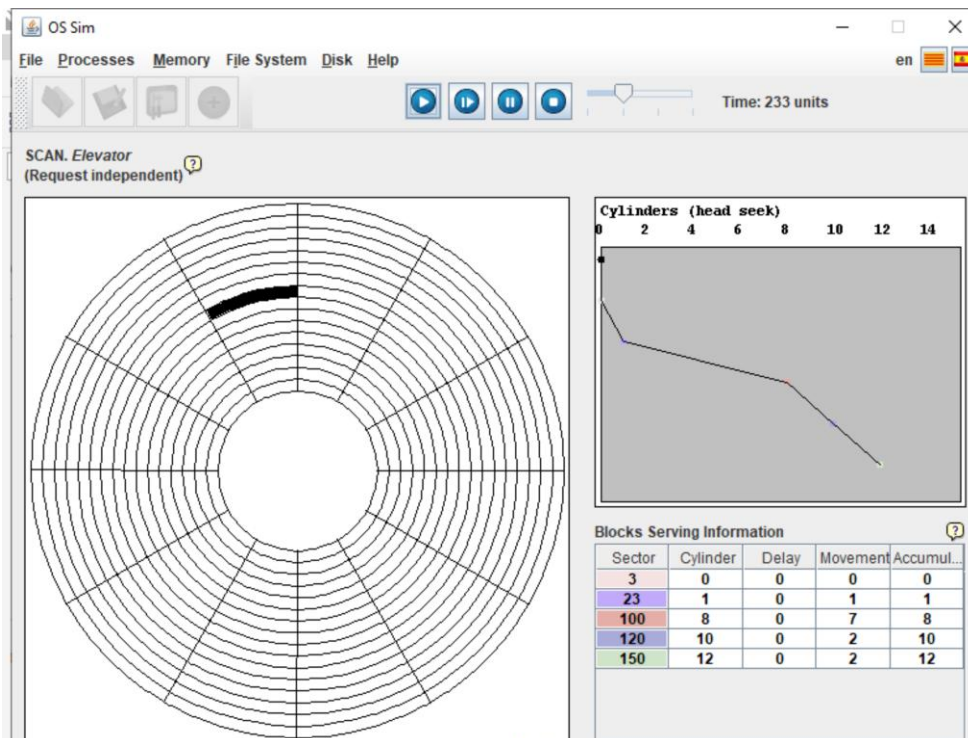 OS Sim
File Processes Memory File System Disk Help
en
Time: 233 units
SCAN. Elevator
(Request independent)
?
Cylinders (head seek)
0 2 4 6 8 10 12 14
Blocks Serving Information
?
Sector Cylinder Delay Movement Accumul...
3 0 0 0 0
23 1 0 1 1
100 8 0 7 8
120 10 0 2 10
150 12 0 2 12